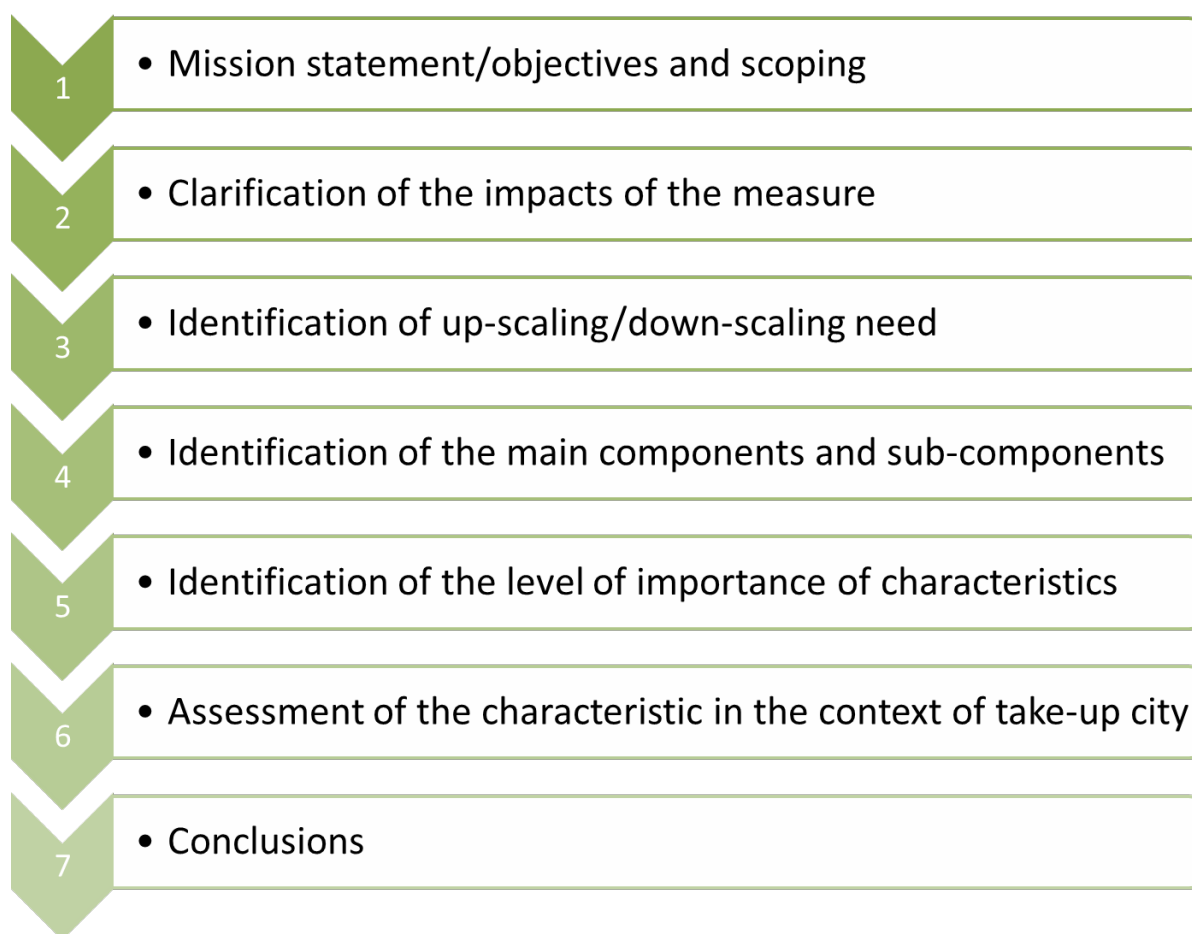 1 • Mission statement/objectives and scoping
2 • Clarification of the impacts of the measure
3 • Identification of up-scaling/down-scaling need
4 • Identification of the main components and sub-components
5 • Identification of the level of importance of characteristics
6 • Assessment of the characteristic in the context of take-up city
7 • Conclusions